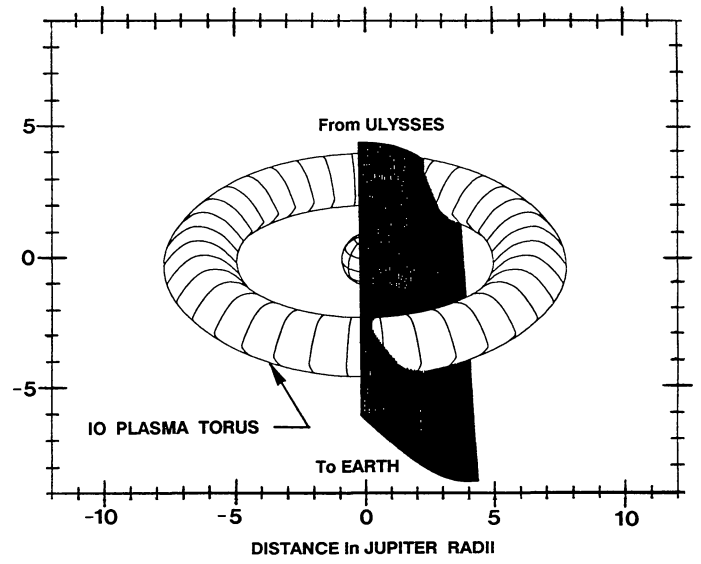 From ULYSSES
5
0
−5
IO PLASMA TORUS
To EARTH
−10 −5 0 5 10
DISTANCE in JUPITER RADII